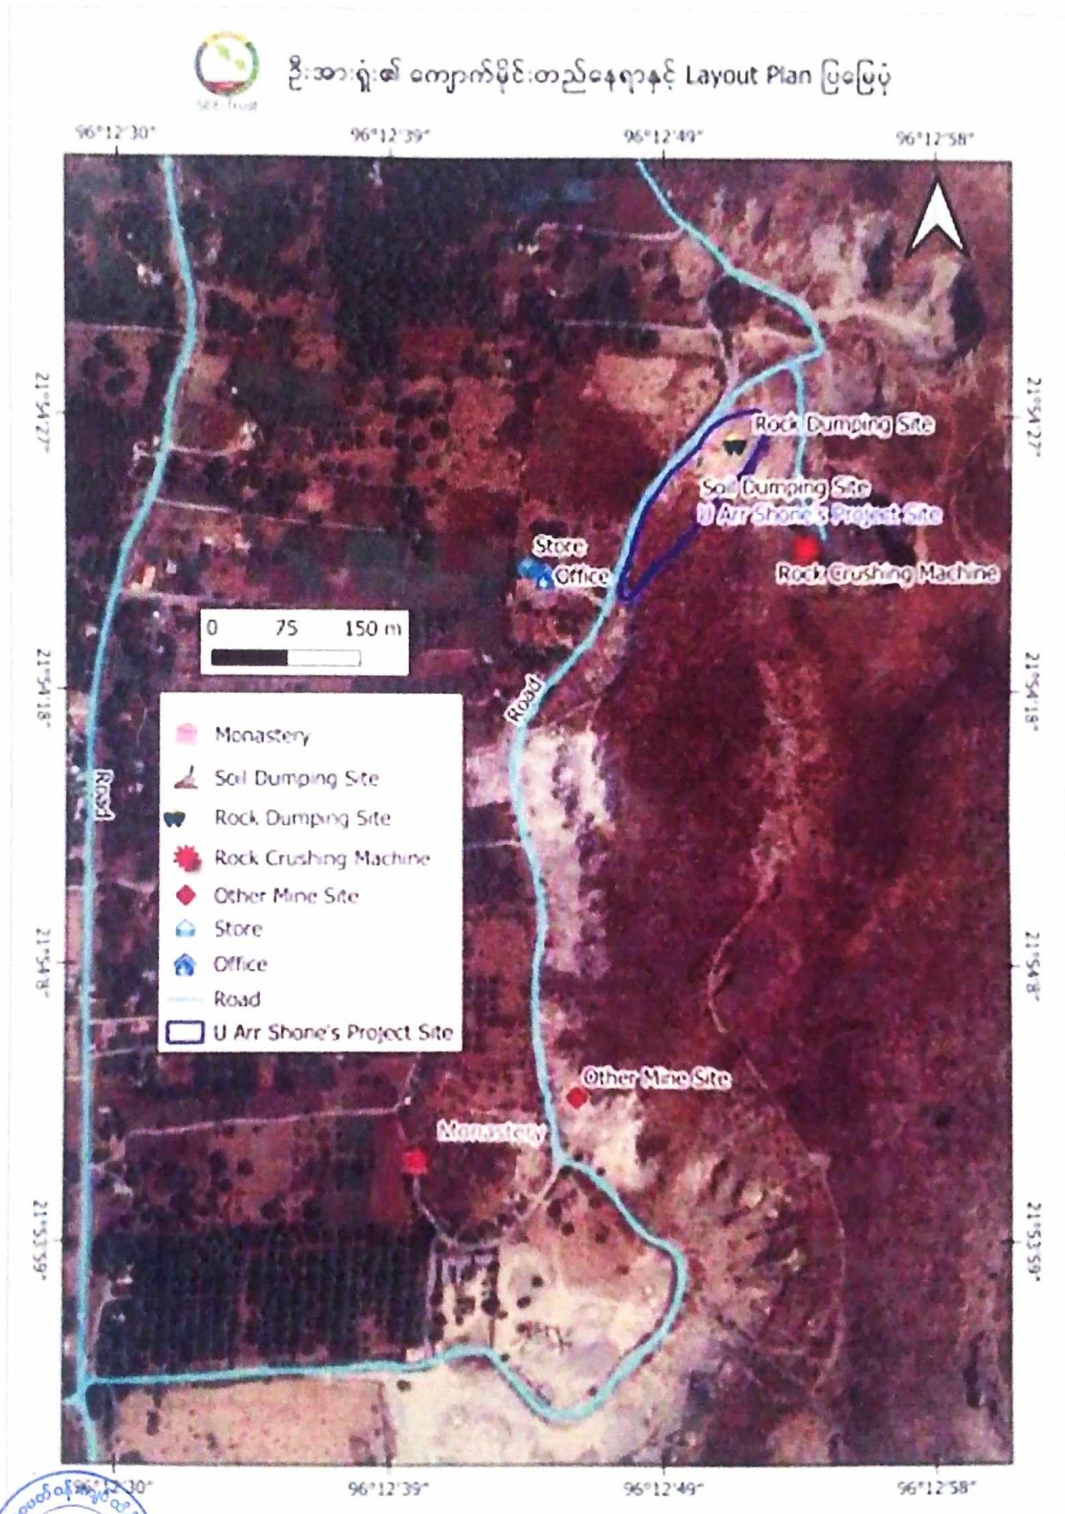 SEE-Trust
ဦးအားရှုံး၏ ကျောက်မိုင်းတည်နေရာနှင့် Layout Plan ပြမြေပုံ
96°12'30" 96°12'39" 96°12'49" 96°12'58"
21°54'27" 21°54'27"
Rock Dumping Site
Soil Dumping Site
U Arr Shone's Project Site
Store
Office
Rock Crushing Machine
0 75 150 m
21°54'18" 21°54'18"
Road
Road
Monastery
Soil Dumping Site
Rock Dumping Site
Rock Crushing Machine
Other Mine Site
Store
Office
Road
U Arr Shone's Project Site
21°54'8" 21°54'8"
Other Mine Site
Monastery
21°53'59" 21°53'59"
96°12'30" 96°12'39" 96°12'49" 96°12'58"